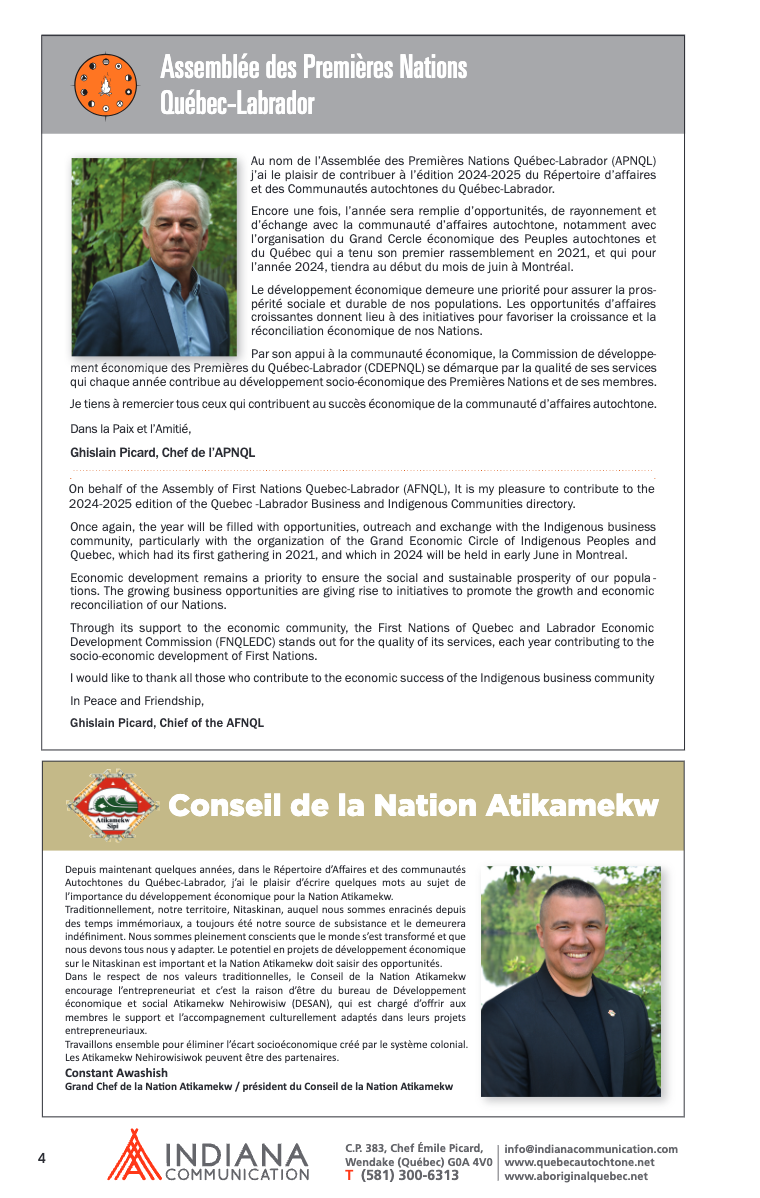 Assemblée des Premières Nations
Québec-Labrador
Au nom de l'Assemblée des Premières Nations Québec-Labrador (APNQL)
j'ai le plaisir de contribuer à l'édition 2024-2025 du Répertoire d'affaires
et des Communautés autochtones du Québec-Labrador.
Encore une fois, l'année sera remplie d'opportunités, de rayonnement et
d'échange avec la communauté d'affaires autochtone, notamment avec
l'organisation du Grand Cercle économique des Peuples autochtones et
du Québec qui a tenu son premier rassemblement en 2021, et qui pour
l'année 2024, tiendra au début du mois de juin à Montréal.
Le développement économique demeure une priorité pour assurer la pros-
périté sociale et durable de nos populations. Les opportunités d'affaires
croissantes donnent lieu à des initiatives pour favoriser la croissance et la
réconciliation économique de nos Nations.
Par son appui à la communauté économique, la Commission de développe-
ment économique des Premières du Québec-Labrador (CDEPNQL) se démarque par la qualité de ses services
qui chaque année contribue au développement socio-économique des Premières Nations et de ses membres.
Je tiens à remercier tous ceux qui contribuent au succès économique de la communauté d'affaires autochtone.
Dans la Paix et l'Amitié,
Ghislain Picard, Chef de l'APNQL
On behalf of the Assembly of First Nations Quebec-Labrador (AFNQL), It is my pleasure to contribute to the
2024-2025 edition of the Quebec -Labrador Business and Indigenous Communities directory.
Once again, the year will be filled with opportunities, outreach and exchange with the Indigenous business
community, particularly with the organization of the Grand Economic Circle of Indigenous Peoples and
Quebec, which had its first gathering in 2021, and which in 2024 will be held in early June in Montreal.
Economic development remains a priority to ensure the social and sustainable prosperity of our popula-
tions. The growing business opportunities are giving rise to initiatives to promote the growth and economic
reconciliation of our Nations.
Through its support to the economic community, the First Nations of Quebec and Labrador Economic
Development Commission (FNQLEDC) stands out for the quality of its services, each year contributing to the
socio-economic development of First Nations.
I would like to thank all those who contribute to the economic success of the Indigenous business community
In Peace and Friendship,
Ghislain Picard, Chief of the AFNQL
Atikamekw
Sipi
Conseil de la Nation Atikamekw
Depuis maintenant quelques années, dans le Répertoire d'Affaires et des communautés
Autochtones du Québec-Labrador, j'ai le plaisir d'écrire quelques mots au sujet de
l'importance du développement économique pour la Nation Atikamekw.
Traditionnellement, notre territoire, Nitaskinan, auquel nous sommes enracinés depuis
des temps immémoriaux, a toujours été notre source de subsistance et le demeurera
indéfiniment. Nous sommes pleinement conscients que le monde s'est transformé et que
nous devons tous nous y adapter. Le potentiel en projets de développement économique
sur le Nitaskinan est important et la Nation Atikamekw doit saisir des opportunités.
Dans le respect de nos valeurs traditionnelles, le Conseil de la Nation Atikamekw
encourage l'entrepreneuriat et c'est la raison d'être du bureau de Développement
économique et social Atikamekw Nehirowisiw (DESAN), qui est chargé d'offrir aux
membres le support et l'accompagnement culturellement adaptés dans leurs projets
entrepreneuriaux.
Travaillons ensemble pour éliminer l'écart socioéconomique créé par le système colonial.
Les Atikamekw Nehirowisiwok peuvent être des partenaires.
Constant Awashish
Grand Chef de la Nation Atikamekw / président du Conseil de la Nation Atikamekw
4
INDIANA
COMMUNICATION
C.P. 383, Chef Émile Picard,
Wendake (Québec) G0A 4V0
T (581) 300-6313
info@indianacommunication.com
www.quebecautochtone.net
www.aboriginalquebec.net